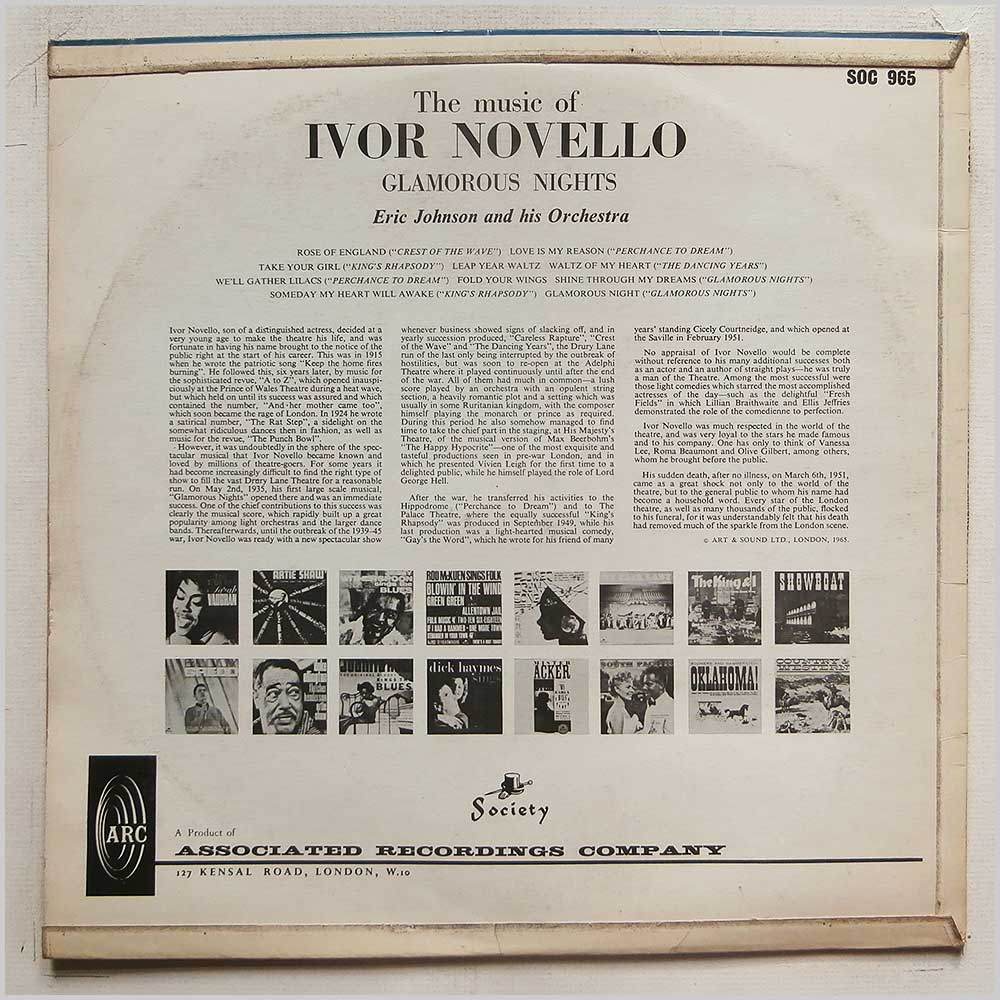 SOC 965
The music of
IVOR NOVELLO
GLAMOROUS NIGHTS
Eric Johnson and his Orchestra
ROSE OF ENGLAND ("CREST OF THE WAVE") LOVE IS MY REASON ("PERCHANCE TO DREAM")
TAKE YOUR GIRL ("KING'S RHAPSODY") LEAP YEAR WALTZ WALTZ OF MY HEART ("THE DANCING YEARS")
WE'LL GATHER LILACS ("PERCHANCE TO DREAM") FOLD YOUR WINGS SHINE THROUGH MY DREAMS ("GLAMOROUS NIGHTS")
SOMEDAY MY HEART WILL AWAKE ("KING'S RHAPSODY") GLAMOROUS NIGHT ("GLAMOROUS NIGHTS")
Ivor Novello, son of a distinguished actress, decided at a
very young age to make the theatre his life, and was
fortunate in having his name brought to the notice of the
public right at the start of his career. This was in 1915
when he wrote the patriotic song "Keep the home fires
burning". He followed this, six years later, by music for
the sophisticated revue, "A to Z", which opened inauspi-
ciously at the Prince of Wales Theatre during a heat wave,
but which held on until its success was assured and which
contained the number, "And her mother came too",
which soon became the rage of London. In 1924 he wrote
a satirical number, "The Rat Step", a sidelight on the
somewhat ridiculous dances then in fashion, as well as
music for the revue, "The Punch Bowl".
However, it was undoubtedly in the sphere of the spec-
tacular musical that Ivor Novello became known and
loved by millions of theatre-goers. For some years it
had become increasingly difficult to find the right type of
show to fill the vast Drury Lane Theatre for a reasonable
run. On May 2nd, 1935, his first large scale musical,
"Glamorous Nights" opened there and was an immediate
success. One of the chief contributions to this success was
clearly the musical score, which rapidly built up a great
popularity among light orchestras and the larger dance
bands. Thereafterwards, until the outbreak of the 1939-45
war, Ivor Novello was ready with a new spectacular show
whenever business showed signs of slacking off, and in
yearly succession produced, "Careless Rapture", "Crest
of the Wave" and "The Dancing Years", the Drury Lane
run of the last only being interrupted by the outbreak of
hostilities, but was soon to re-open at the Adelphi
Theatre where it played continuously until after the end
of the war. All of them had much in common—a lush
score played by an orchestra with an opulent string
section, a heavily romantic plot and a setting which was
usually in some Ruritanian kingdom, with the composer
himself playing the monarch or prince as required.
During this period he also somehow managed to find
time to take the chief part in the staging, at His Majesty's
Theatre, of the musical version of Max Beerbohm's
"The Happy Hypocrite"—one of the most exquisite and
tasteful productions seen in pre-war London, and in
which he presented Vivien Leigh for the first time to a
delighted public, while he himself played the role of Lord
George Hell.
After the war, he transferred his activities to the
Hippodrome ("Perchance to Dream") and to The
Palace Theatre, where the equally successful "King's
Rhapsody" was produced in September 1949, while his
last production was a light-hearted musical comedy,
"Gay's the Word", which he wrote for his friend of many
years' standing Cicely Courtneidge, and which opened at
the Saville in February 1951.
No appraisal of Ivor Novello would be complete
without reference to his many additional successes both
as an actor and an author of straight plays—he was truly
a man of the Theatre. Among the most successful were
those light comedies which starred the most accomplished
actresses of the day—such as the delightful "Fresh
Fields" in which Lillian Braithwaite and Ellis Jeffries
demonstrated the role of the comedienne to perfection.
Ivor Novello was much respected in the world of the
theatre, and was very loyal to the stars he made famous
and to his company. One has only to think of Vanessa
Lee, Roma Beaumont and Olive Gilbert, among others,
whom he brought before the public.
His sudden death, after no illness, on March 6th, 1951,
came as a great shock not only to the world of the
theatre, but to the general public to whom his name had
become a household word. Every star of the London
theatre, as well as many thousands of the public, flocked
to his funeral, for it was understandably felt that his death
had removed much of the sparkle from the London scene.
© ART & SOUND LTD., LONDON, 1965.
Sarah VAUGHAN
ARTIE SHAW
BLUES
ROD McKUEN SINGS FOLK
BLOWIN' IN THE WIND
GREEN GREEN
ALLERTOWN JAIL
FOLK MUSIC
TWO-TEN SIX-EIGHTEEN
IF I HAD A HAMMER
ONE MORE TOWN
STRANGER IN YOUR TOWN
MY FAIR LADY
The King & I
SHOWBOAT
BLUES
dick haymes
sings
ACKER
SOUTH PACIFIC
OKLAHOMA!
COUNTRY &
WESTERN
Society
ARC
A Product of
ASSOCIATED RECORDINGS COMPANY
127 KENSAL ROAD, LONDON, W.10